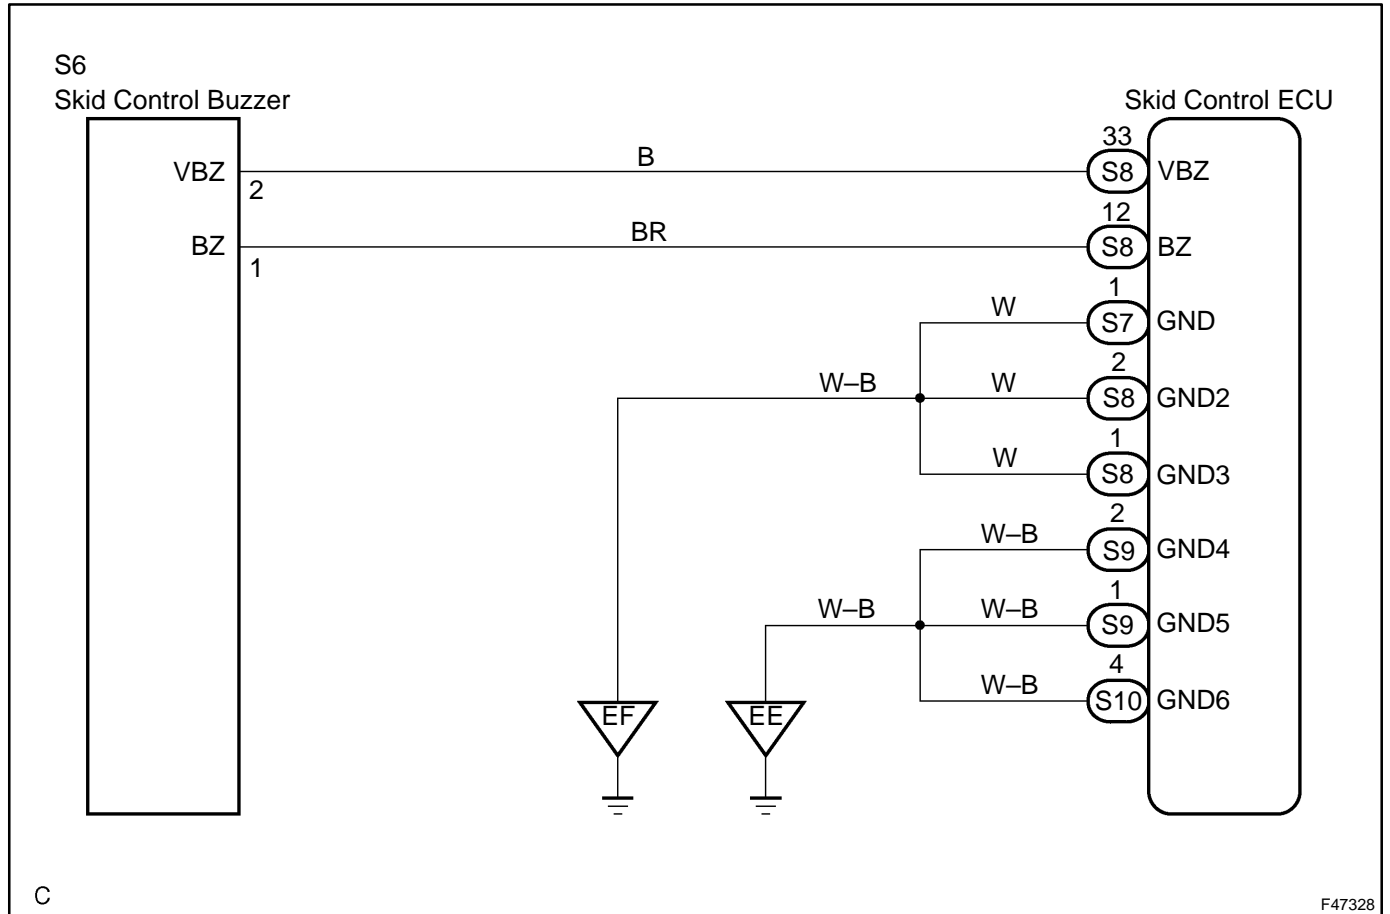 S6
Skid Control Buzzer
Skid Control ECU
VBZ
2
B
33
S8
VBZ
BZ
1
BR
12
S8
BZ
W
1
S7
GND
W–B
W
2
S8
GND2
W
1
S8
GND3
W–B
2
S9
GND4
W–B
W–B
1
S9
GND5
W–B
4
S10
GND6
EF
EE
C
F47328